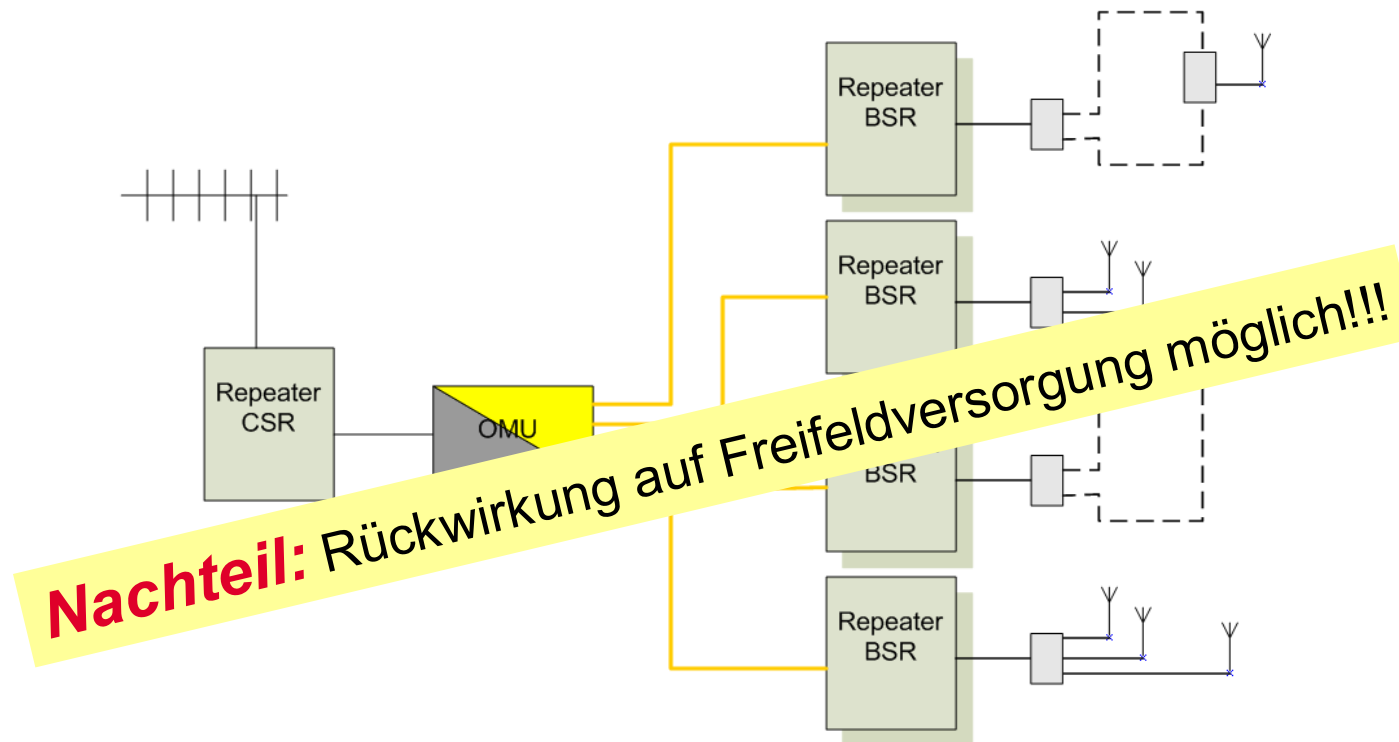 Repeater
BSR
Repeater
BSR
Repeater
CSR
OMU
BSR
Nachteil: Rückwirkung auf Freifeldversorgung möglich!!!
Repeater
BSR